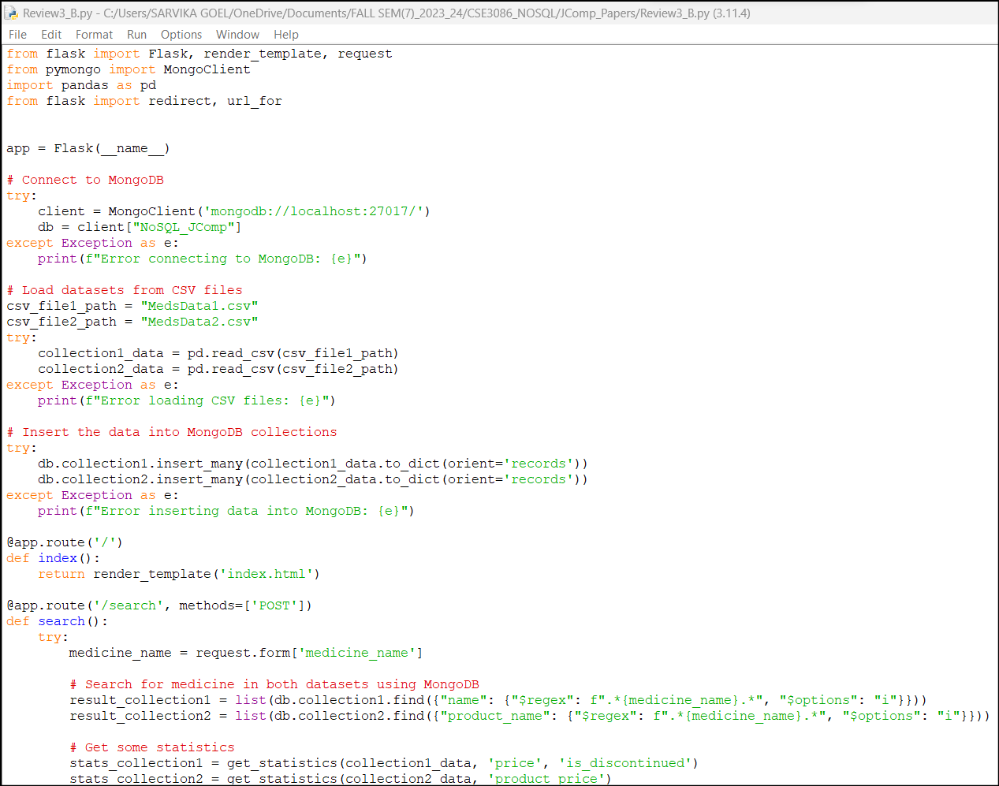 Review3_B.py - C:/Users/SARVIKA GOEL/OneDrive/Documents/FALL SEM(7)_2023_24/CSE3086_NOSQL/JComp_Papers/Review3_B.py (3.11.4)
File Edit Format Run Options Window Help
from flask import Flask, render_template, request
from pymongo import MongoClient
import pandas as pd
from flask import redirect, url_for
app = Flask(__name__)
# Connect to MongoDB
try:
    client = MongoClient('mongodb://localhost:27017/')
    db = client["NoSQL_JComp"]
except Exception as e:
    print(f"Error connecting to MongoDB: {e}")
# Load datasets from CSV files
csv_file1_path = "MedsData1.csv"
csv_file2_path = "MedsData2.csv"
try:
    collection1_data = pd.read_csv(csv_file1_path)
    collection2_data = pd.read_csv(csv_file2_path)
except Exception as e:
    print(f"Error loading CSV files: {e}")
# Insert the data into MongoDB collections
try:
    db.collection1.insert_many(collection1_data.to_dict(orient='records'))
    db.collection2.insert_many(collection2_data.to_dict(orient='records'))
except Exception as e:
    print(f"Error inserting data into MongoDB: {e}")
@app.route('/')
def index():
    return render_template('index.html')
@app.route('/search', methods=['POST'])
def search():
    try:
        medicine_name = request.form['medicine_name']
        # Search for medicine in both datasets using MongoDB
        result_collection1 = list(db.collection1.find({"name": {"$regex": f".*{medicine_name}.*", "$options": "i"}}))
        result_collection2 = list(db.collection2.find({"product_name": {"$regex": f".*{medicine_name}.*", "$options": "i"}}))
        # Get some statistics
        stats_collection1 = get_statistics(collection1_data, 'price', 'is_discontinued')
        stats_collection2 = get_statistics(collection2_data, 'product_price')